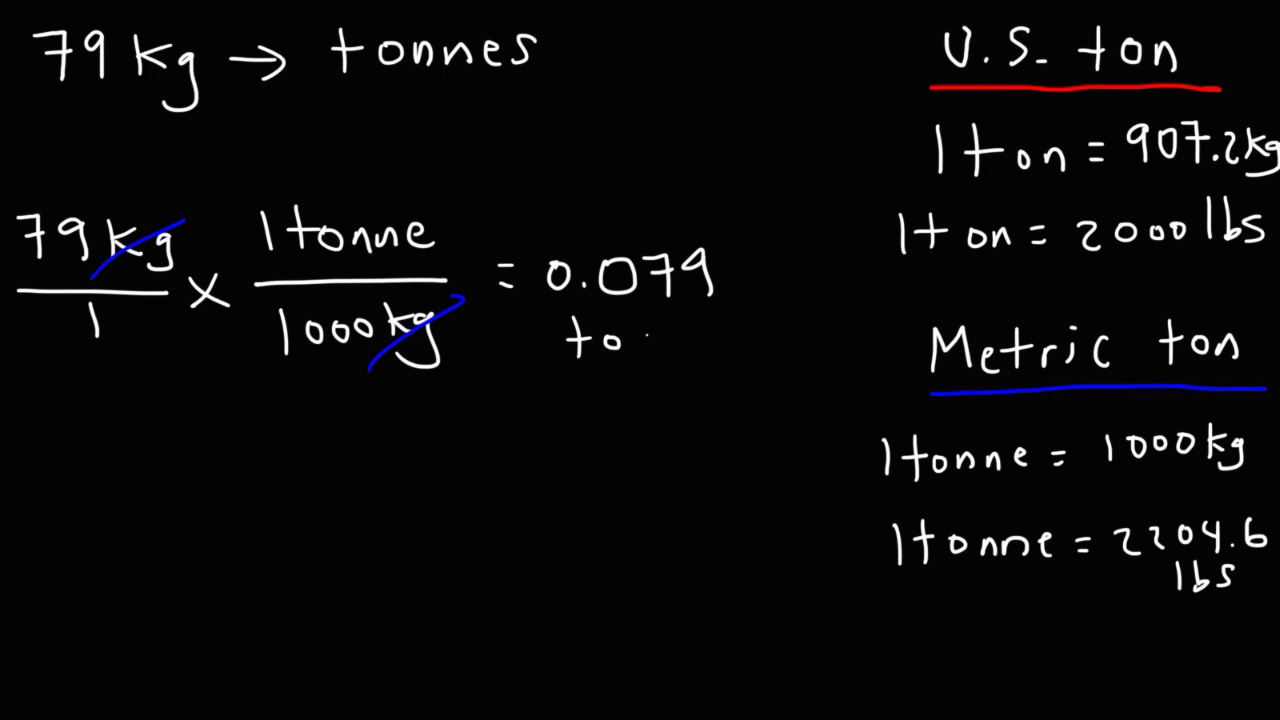 79 kg → tonnes
79 kg / 1 × 1 tonne / 1000 kg = 0.079
to
U.S. ton
1 ton = 907.2 kg
1 ton = 2000 lbs
Metric ton
1 tonne = 1000 kg
1 tonne = 2204.6
lbs